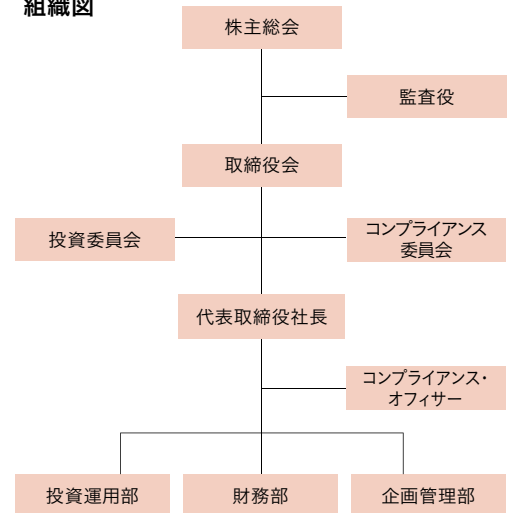 組織図
株主総会
監査役
取締役会
投資委員会
コンプライアンス
委員会
代表取締役社長
コンプライアンス・
オフィサー
投資運用部
財務部
企画管理部